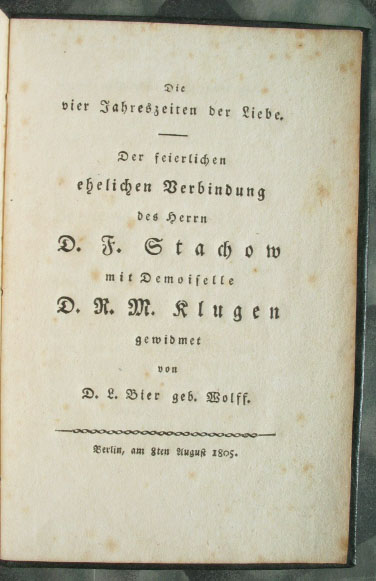 Die
vier Jahreszeiten der Liebe.
Der feierlichen
ehelichen Verbindung
des Herrn
D. F. Stachow
mit Demoiselle
D. R. M. Klugen
gewidmet
von
D. L. Bier geb. Wolff.
Berlin, am 8ten August 1805.